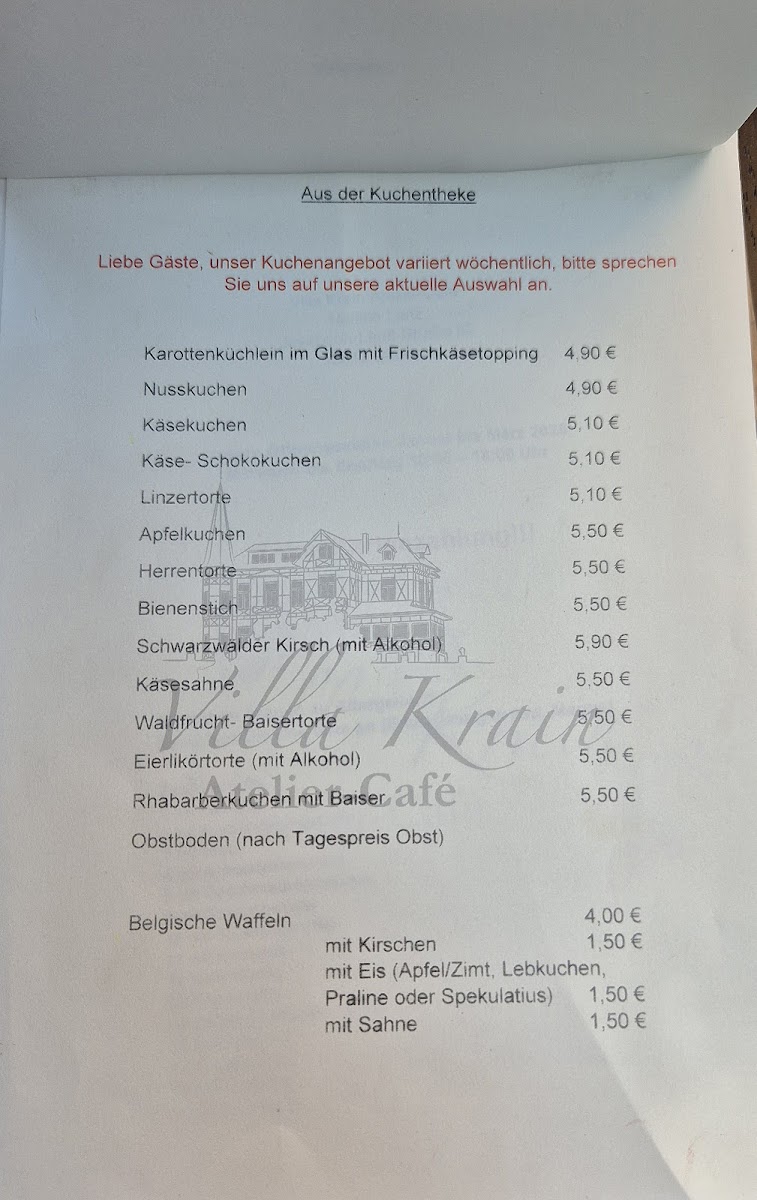 Aus der Kuchentheke
Liebe Gäste, unser Kuchenangebot variiert wöchentlich, bitte sprechen
Sie uns auf unsere aktuelle Auswahl an.
Karottenküchlein im Glas mit Frischkäsetopping 4,90 €
Nusskuchen 4,90 €
Käsekuchen 5,10 €
Käse- Schokokuchen 5,10 €
Linzertorte 5,10 €
Apfelkuchen 5,50 €
Herrentorte 5,50 €
Bienenstich 5,50 €
Schwarzwälder Kirsch (mit Alkohol) 5,90 €
Käsesahne 5,50 €
Waldfrucht- Baisertorte 5,50 €
Eierlikörtorte (mit Alkohol) 5,50 €
Rhabarberkuchen mit Baiser 5,50 €
Obstboden (nach Tagespreis Obst)
Villa Krain
Atelier Café
Belgische Waffeln 4,00 €
mit Kirschen 1,50 €
mit Eis (Apfel/Zimt, Lebkuchen,
Praline oder Spekulatius) 1,50 €
mit Sahne 1,50 €